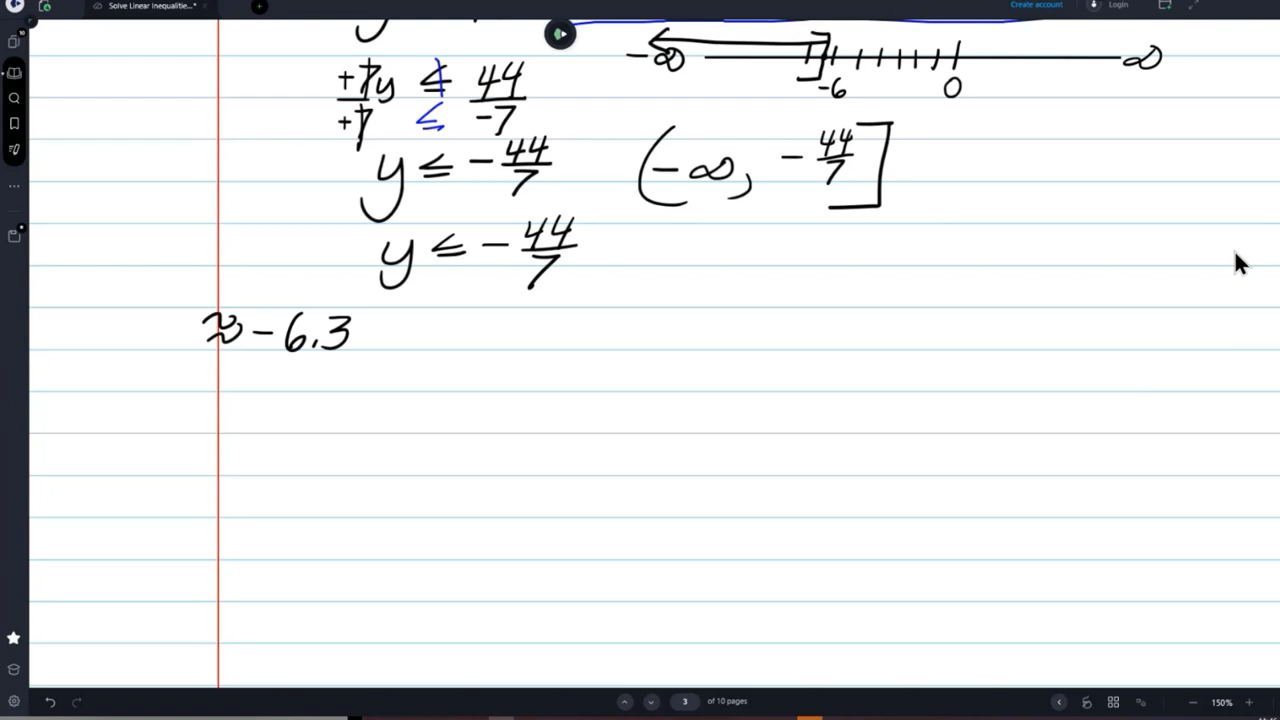 Solve Linear Inequalitie...*
Create account
Login
y
-7y ≤ 44
-7 ≤ -7
y ≤ -44/7
y ≤ -44/7
≈ -6.3
-∞ -6 0 ∞
(-∞, -44/7]
3 of 10 pages
150%